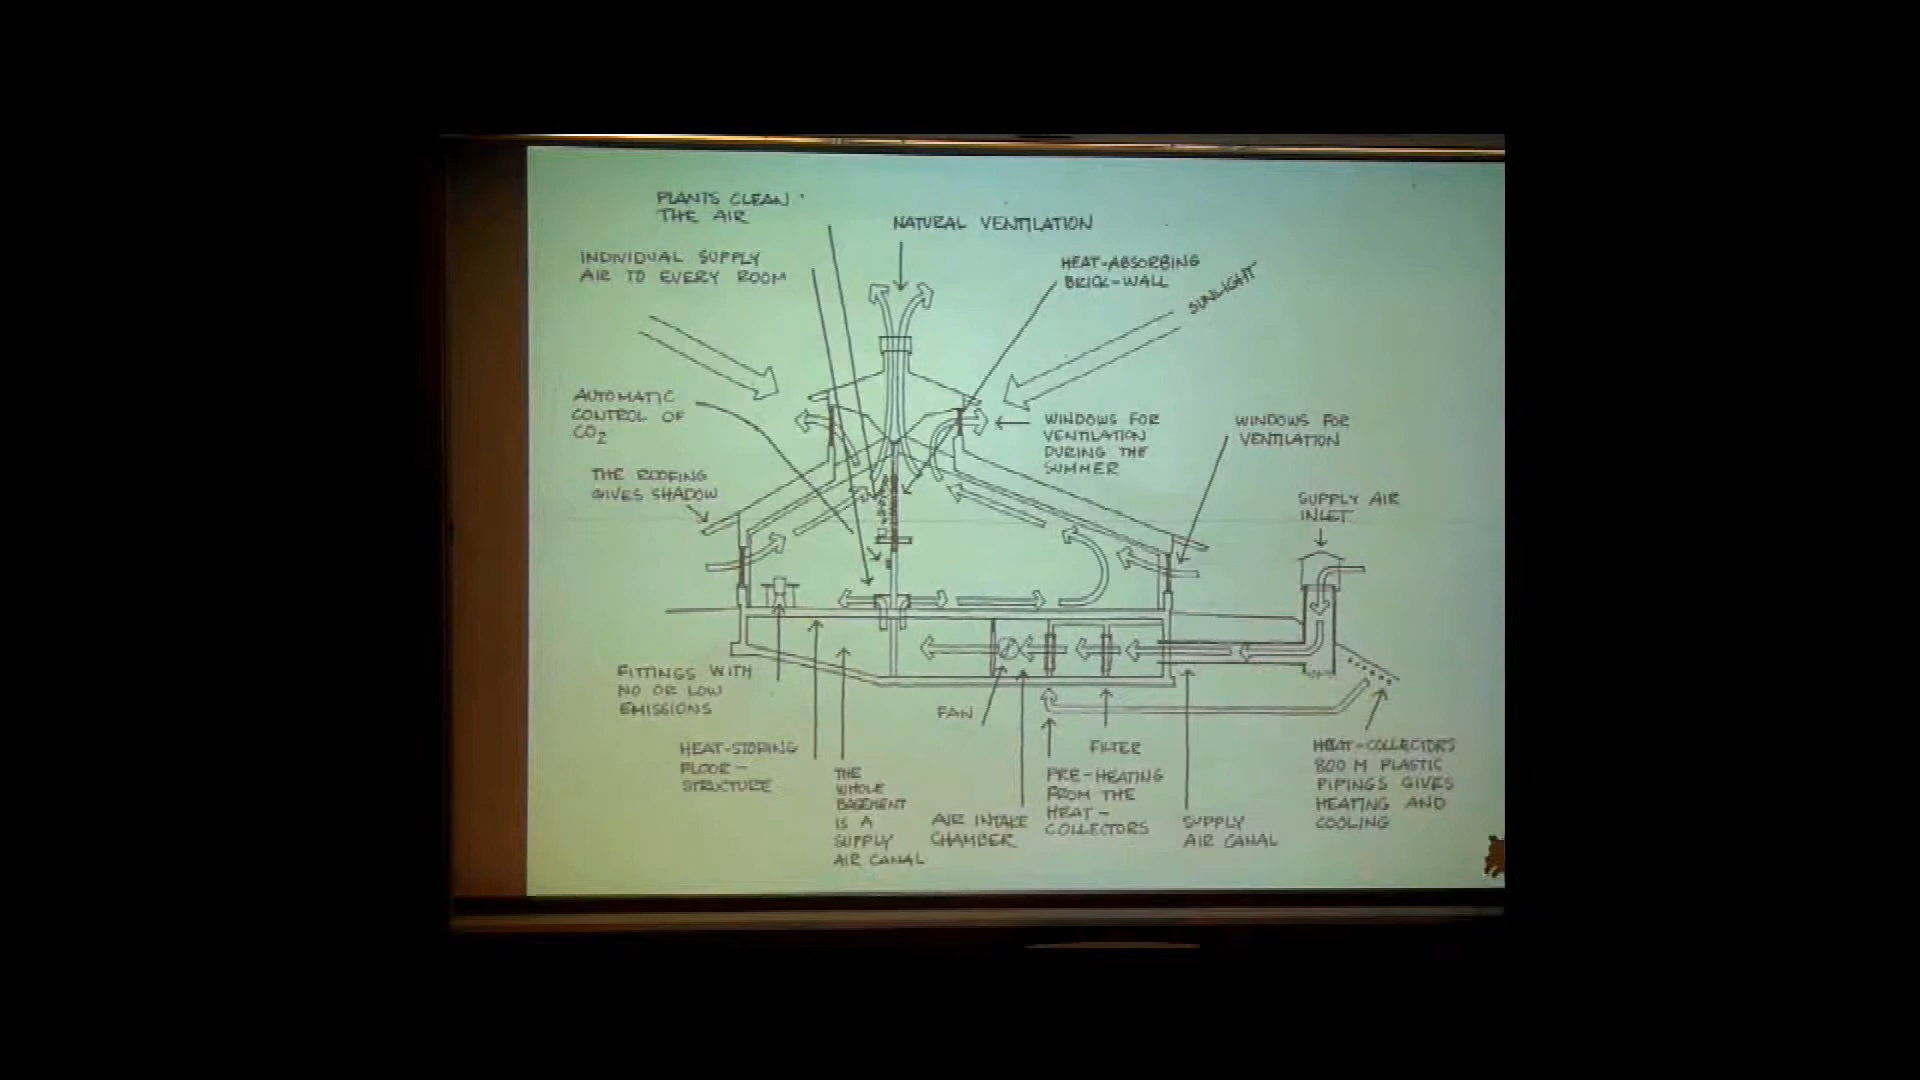 PLANTS CLEAN
THE AIR
NATURAL VENTILATION
INDIVIDUAL SUPPLY
AIR TO EVERY ROOM
HEAT-ABSORBING
BRICK-WALL
SUNLIGHT
AUTOMATIC
CONTROL OF
CO2
WINDOWS FOR
VENTILATION
DURING THE
SUMMER
WINDOWS FOR
VENTILATION
THE ROOFING
GIVES SHADOW
SUPPLY AIR
INLET
FITTINGS WITH
NO OR LOW
EMISSIONS
FAN
HEAT-STORING
FLOOR-
STRUCTURE
THE
WHOLE
BASEMENT
IS A
SUPPLY
AIR CANAL
AIR INTAKE
CHAMBER
FILTER
PRE-HEATING
FROM THE
HEAT-
COLLECTORS
SUPPLY
AIR CANAL
HEAT-COLLECTORS
800 M PLASTIC
PIPINGS GIVES
HEATING AND
COOLING